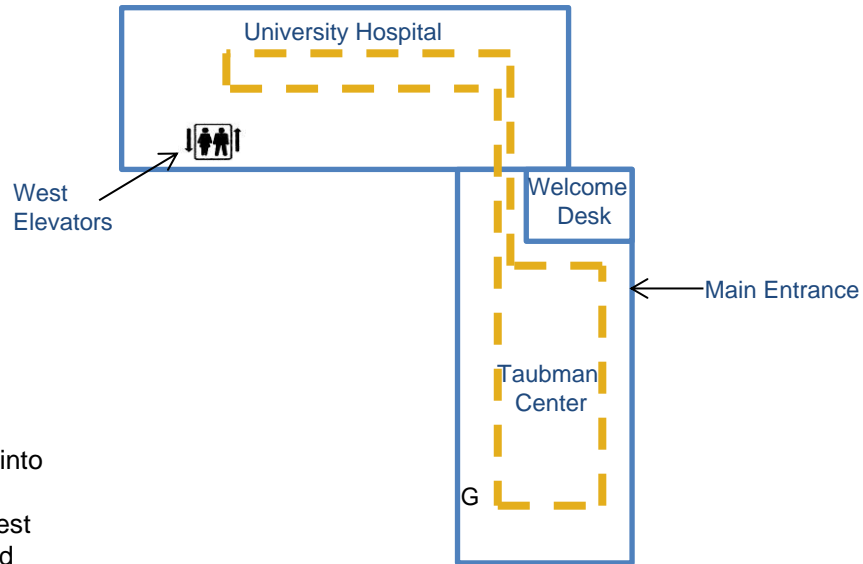 University Hospital
West
Elevators
Welcome
Desk
Main Entrance
Taubman
Center
G
into
est
d